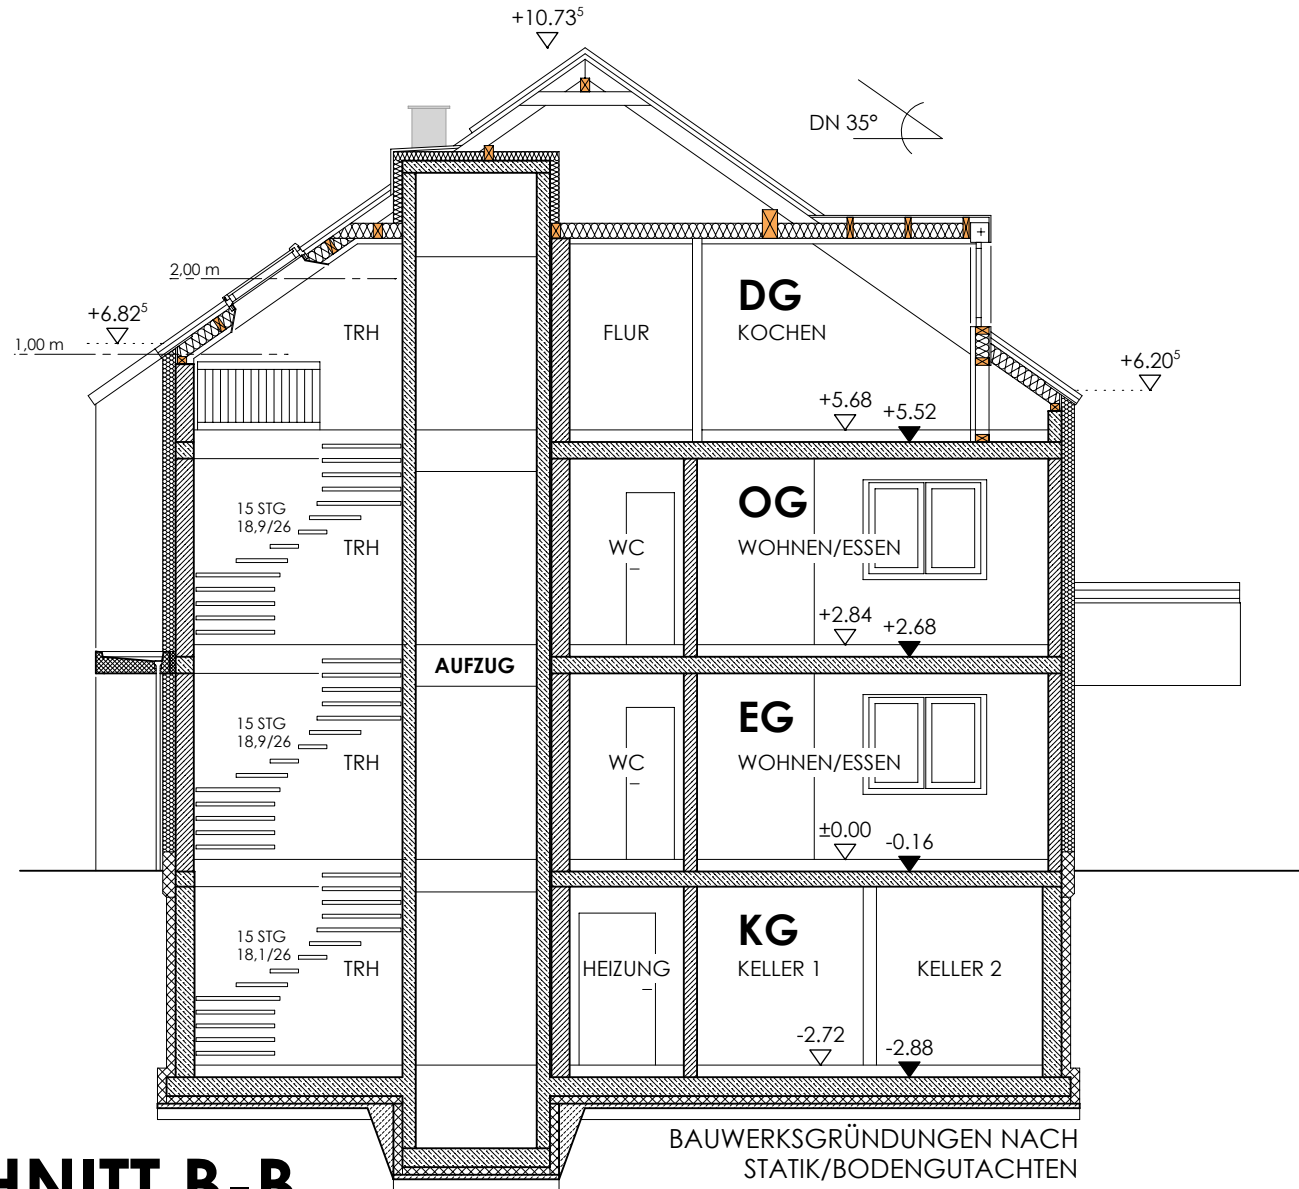 +10.73⁵
DN 35°
2,00 m
+6.82⁵
1,00 m
TRH
FLUR
DG
KOCHEN
+6.20⁵
+5.68
+5.52
15 STG
18,9/26
TRH
WC
OG
WOHNEN/ESSEN
+2.84
+2.68
AUFZUG
15 STG
18,9/26
TRH
WC
EG
WOHNEN/ESSEN
±0.00
-0.16
15 STG
18,1/26
TRH
HEIZUNG
KG
KELLER 1
KELLER 2
-2.72
-2.88
BAUWERKSGRÜNDUNGEN NACH
STATIK/BODENGUTACHTEN
HNITT B-B